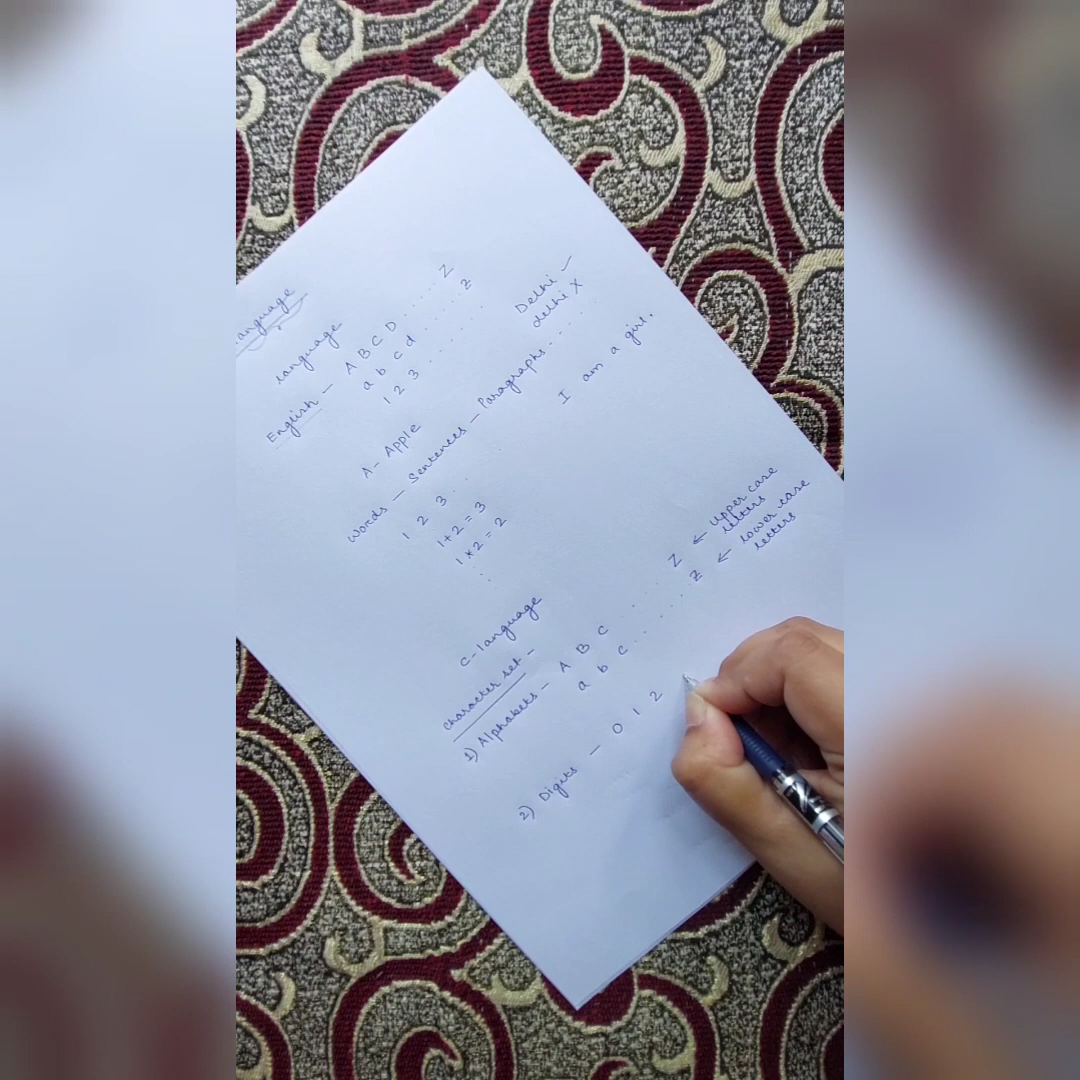 Language
Language
English - A B C D ...... Z
a b c d ...... z
1 2 3 ......
A - Apple
Delhi -
delhi X
Words - Sentences - Paragraphs - ....
I am a girl.
1 2 3 ...
1 + 2 = 3
1 * 2 = 2
C-language
Character set -
1) Alphabets - A B C ..... Z ← upper case letters
a b c ..... z ← lower case letters
2) Digits - 0 1 2